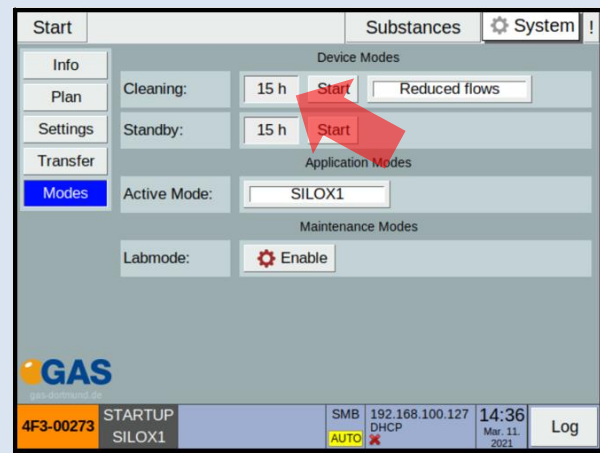 Start Substances System !
Info
Plan
Settings
Transfer
Modes
Device Modes
Cleaning: 15 h Start Reduced flows
Standby: 15 h Start
Application Modes
Active Mode: SILOX1
Maintenance Modes
Labmode: Enable
GAS
gas-dortmund.de
4F3-00273
STARTUP
SILOX1
SMB
AUTO
192.168.100.127
DHCP
14:36
Mar. 11.
2021
Log